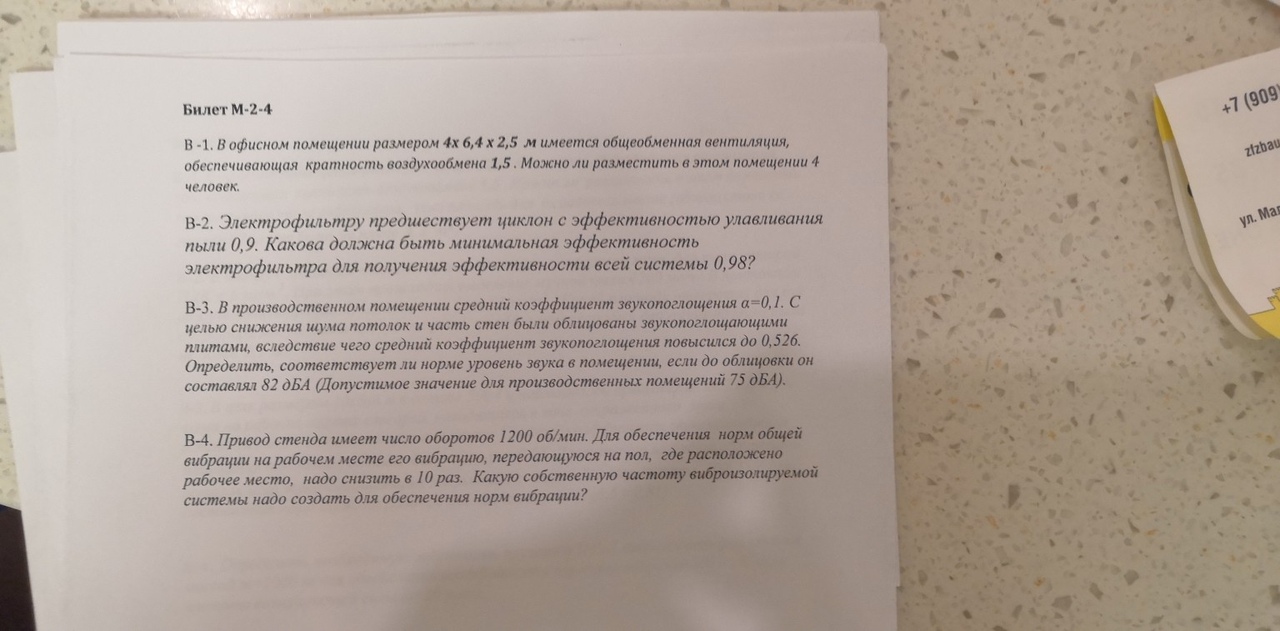 Билет М-2-4
В -1. В офисном помещении размером 4х 6,4 х 2,5 м имеется общеобменная вентиляция,
обеспечивающая кратность воздухообмена 1,5 . Можно ли разместить в этом помещении 4
человек.
В-2. Электрофильтру предшествует циклон с эффективностью улавливания
пыли 0,9. Какова должна быть минимальная эффективность
электрофильтра для получения эффективности всей системы 0,98?
В-3. В производственном помещении средний коэффициент звукопоглощения α=0,1. С
целью снижения шума потолок и часть стен были облицованы звукопоглощающими
плитами, вследствие чего средний коэффициент звукопоглощения повысился до 0,526.
Определить, соответствует ли норме уровень звука в помещении, если до облицовки он
составлял 82 дБА (Допустимое значение для производственных помещений 75 дБА).
В-4. Привод стенда имеет число оборотов 1200 об/мин. Для обеспечения норм общей
вибрации на рабочем месте его вибрацию, передающуюся на пол, где расположено
рабочее место, надо снизить в 10 раз. Какую собственную частоту виброизолируемой
системы надо создать для обеспечения норм вибрации?
+7 (909)
zfzbau
ул. Маг